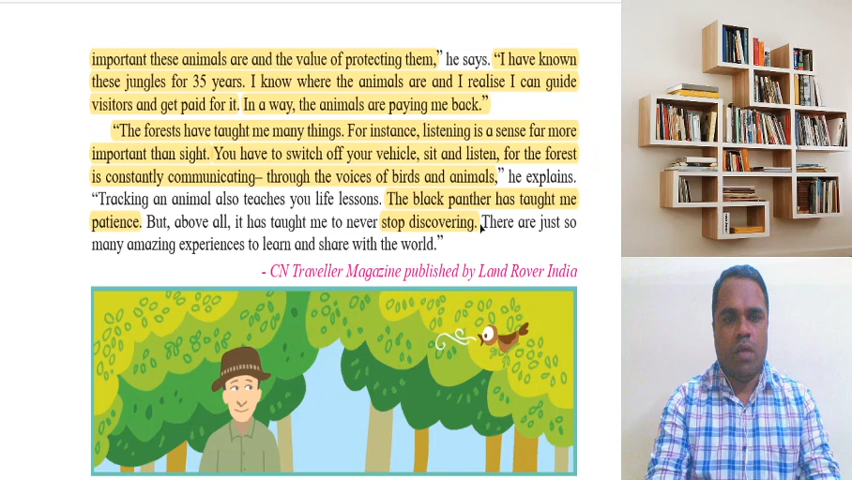 important these animals are and the value of protecting them,” he says. “I have known
these jungles for 35 years. I know where the animals are and I realise I can guide
visitors and get paid for it. In a way, the animals are paying me back.”
“The forests have taught me many things. For instance, listening is a sense far more
important than sight. You have to switch off your vehicle, sit and listen, for the forest
is constantly communicating– through the voices of birds and animals,” he explains.
“Tracking an animal also teaches you life lessons. The black panther has taught me
patience. But, above all, it has taught me to never stop discovering. There are just so
many amazing experiences to learn and share with the world.”
- CN Traveller Magazine published by Land Rover India